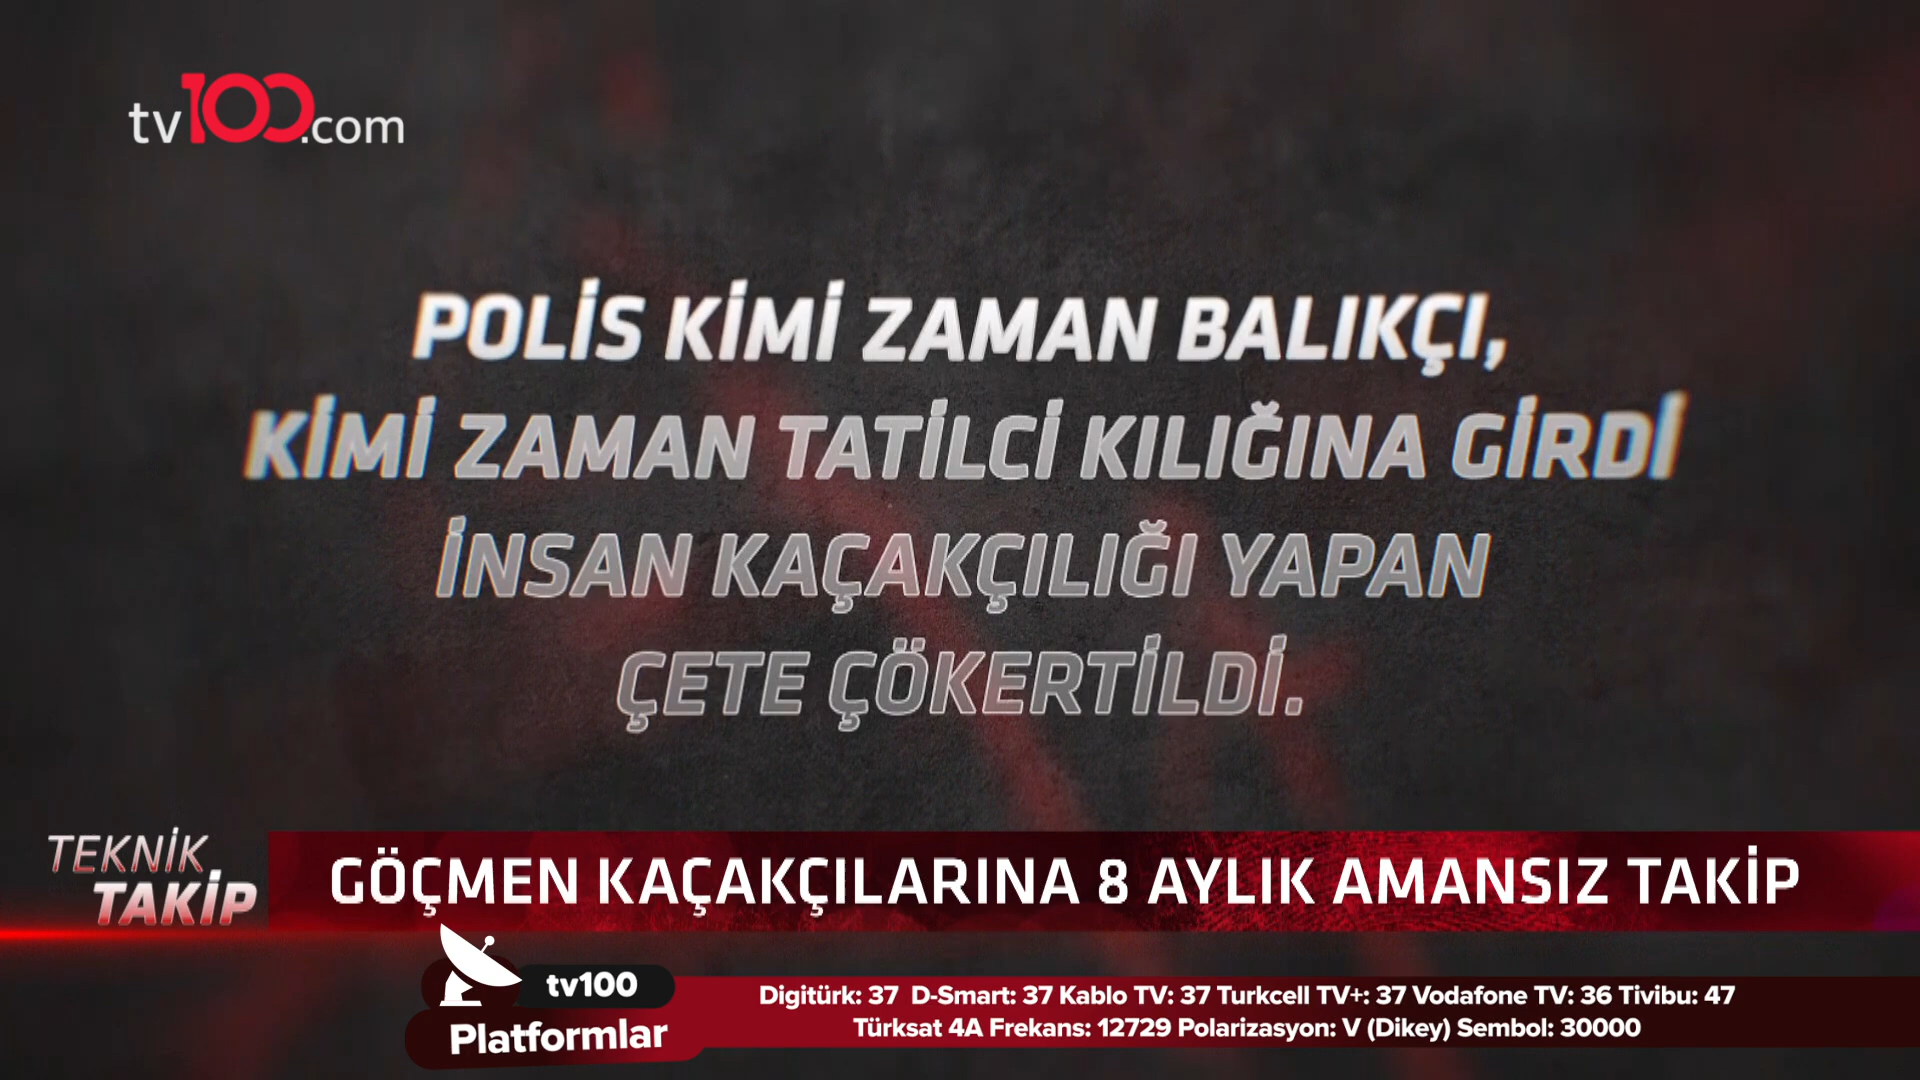 tv100.com
POLİS KİMİ ZAMAN BALIKÇI,
KİMİ ZAMAN TATİLCİ KILIĞINA GİRDİ
İNSAN KAÇAKÇILIĞI YAPAN
ÇETE ÇÖKERTİLDİ.
TEKNİK
TAKİP
GÖÇMEN KAÇAKÇILARINA 8 AYLIK AMANSIZ TAKİP
tv100
Platformlar
Digitürk: 37 D-Smart: 37 Kablo TV: 37 Turkcell TV+: 37 Vodafone TV: 36 Tivibu: 47
Türksat 4A Frekans: 12729 Polarizasyon: V (Dikey) Sembol: 30000